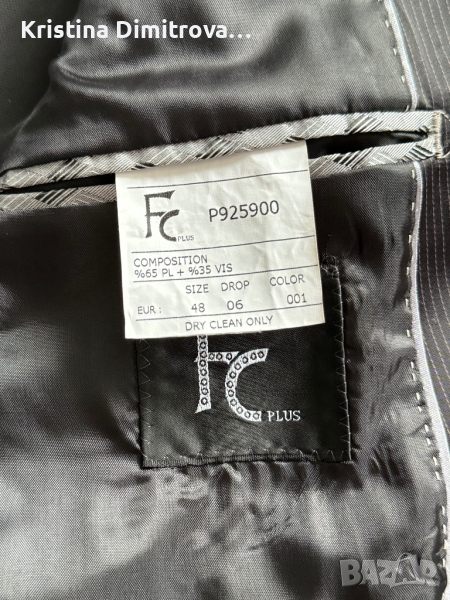 Kristina Dimitrova...
FC PLUS P925900
COMPOSITION
%65 PL + %35 VIS
SIZE DROP COLOR
EUR : 48 06 001
DRY CLEAN ONLY
FC PLUS
BAZAR